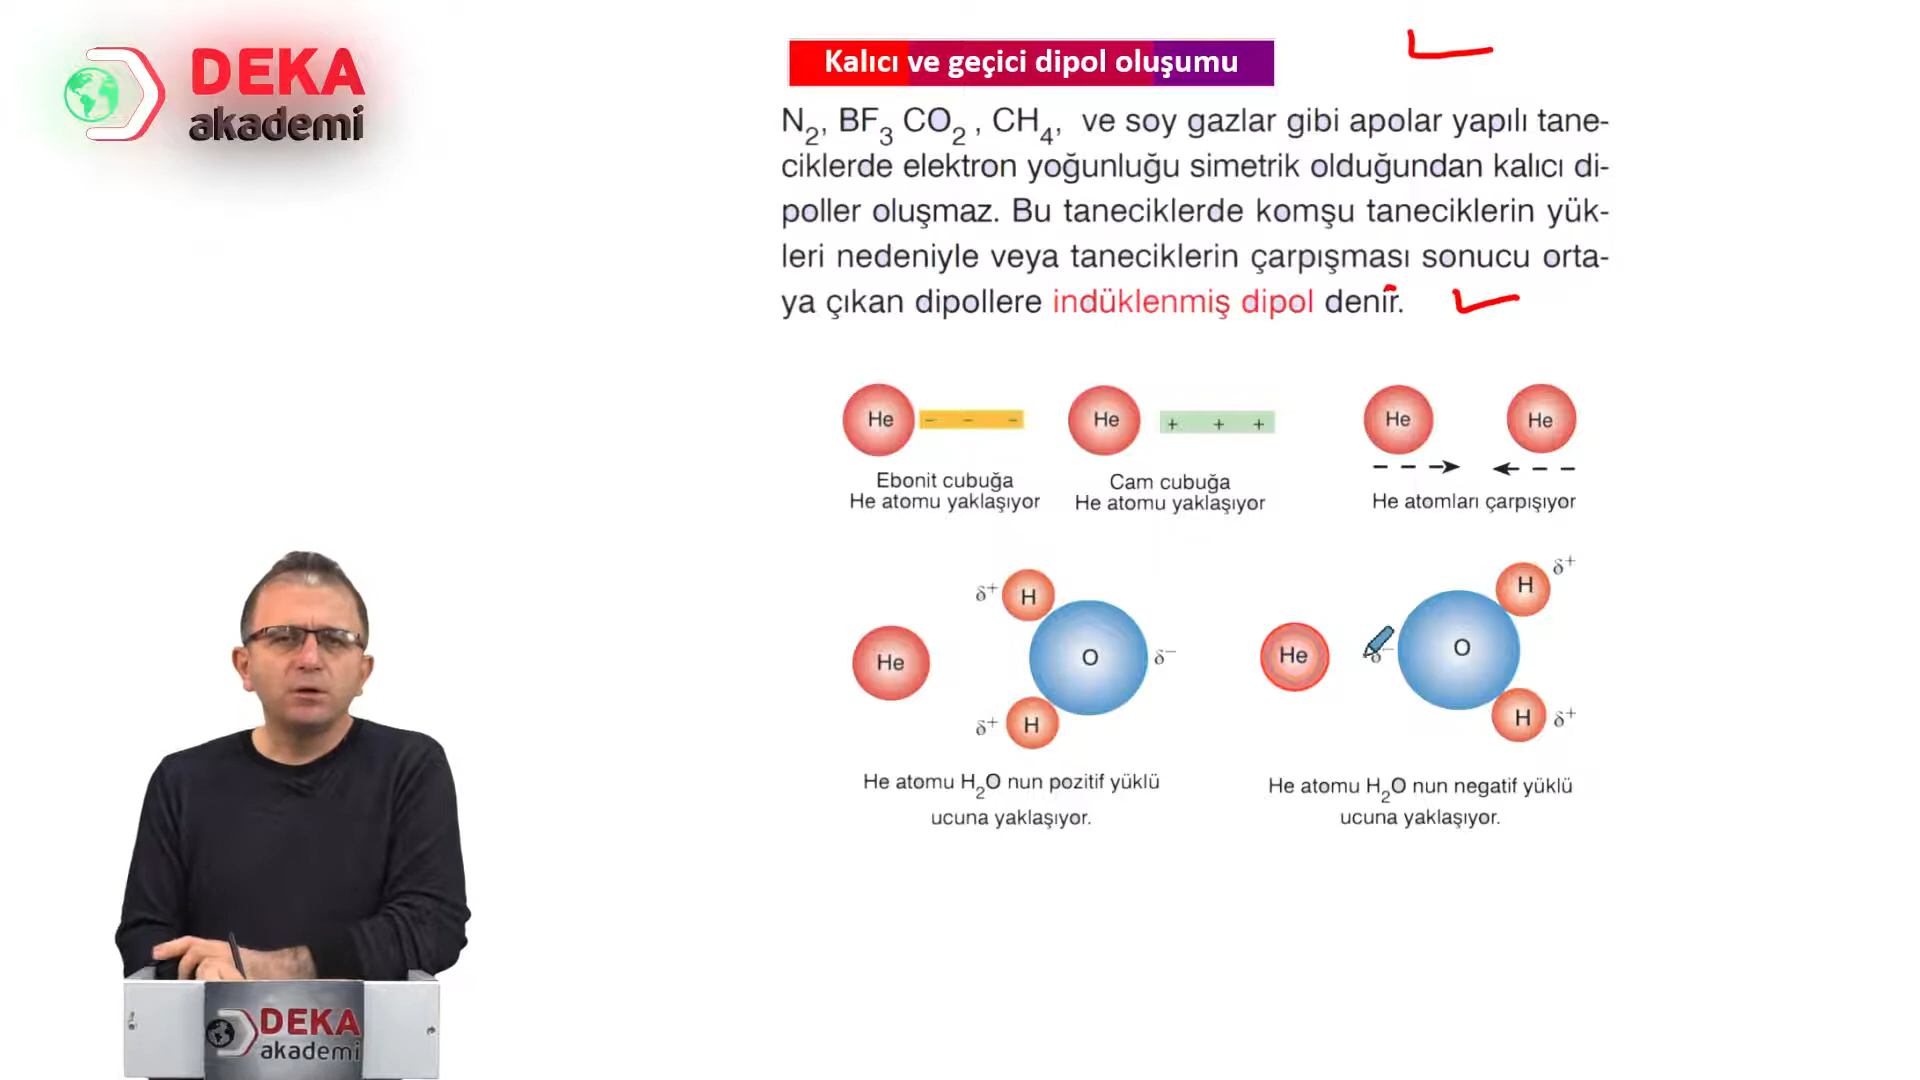 DEKA
akademi
Kalıcı ve geçici dipol oluşumu
N₂, BF₃ CO₂ , CH₄, ve soy gazlar gibi apolar yapılı tane-
ciklerde elektron yoğunluğu simetrik olduğundan kalıcı di-
poller oluşmaz. Bu taneciklerde komşu taneciklerin yük-
leri nedeniyle veya taneciklerin çarpışması sonucu orta-
ya çıkan dipollere indüklenmiş dipol denir.
He − − −
He + + +
He He
Ebonit cubuğa
He atomu yaklaşıyor
Cam cubuğa
He atomu yaklaşıyor
He atomları çarpışıyor
δ⁺ H
He O δ⁻
δ⁺ H
H δ⁺
He δ⁻ O
H δ⁺
He atomu H₂O nun pozitif yüklü
ucuna yaklaşıyor.
He atomu H₂O nun negatif yüklü
ucuna yaklaşıyor.
DEKA
akademi